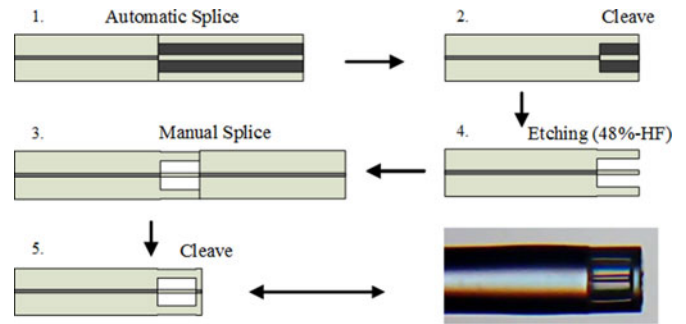 1. Automatic Splice
2. Cleave
3. Manual Splice
4. Etching (48%-HF)
5. Cleave